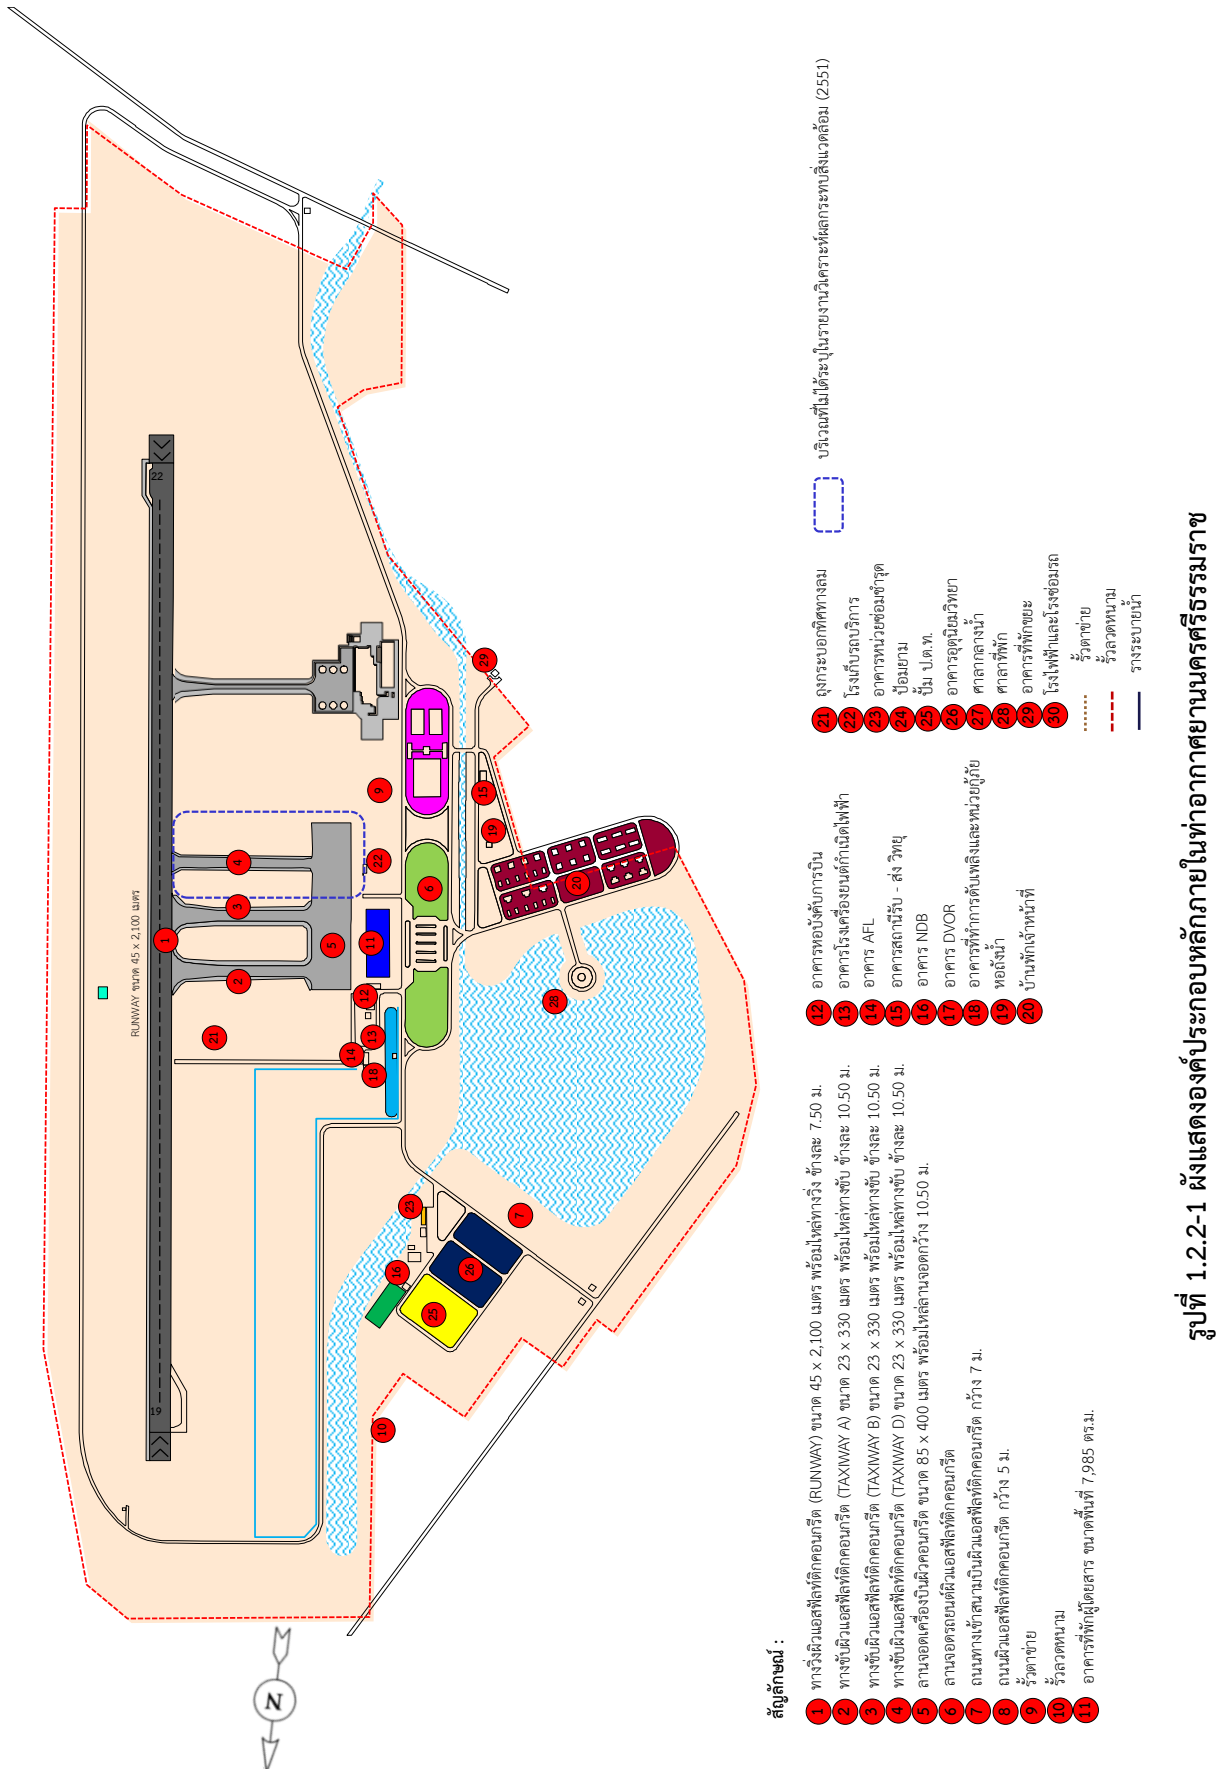 RUNWAY ขนาด 45 x 2,100 เมตร
19
22
1
2
3
4
5
6
7
9
10
11
12
13
14
15
16
18
19
20
21
22
23
25
26
28
29
N
สัญลักษณ์ :
1 ทางวิ่งผิวแอสฟัลท์ติกคอนกรีต (RUNWAY) ขนาด 45 x 2,100 เมตร พร้อมไหล่ทางวิ่ง ข้างละ 7.50 ม.
2 ทางขับผิวแอสฟัลท์ติกคอนกรีต (TAXIWAY A) ขนาด 23 x 330 เมตร พร้อมไหล่ทางขับ ข้างละ 10.50 ม.
3 ทางขับผิวแอสฟัลท์ติกคอนกรีต (TAXIWAY B) ขนาด 23 x 330 เมตร พร้อมไหล่ทางขับ ข้างละ 10.50 ม.
4 ทางขับผิวแอสฟัลท์ติกคอนกรีต (TAXIWAY D) ขนาด 23 x 330 เมตร พร้อมไหล่ทางขับ ข้างละ 10.50 ม.
5 ลานจอดเครื่องบินผิวคอนกรีต ขนาด 85 x 400 เมตร พร้อมไหล่ลานจอดกว้าง 10.50 ม.
6 ลานจอดรถยนต์ผิวแอสฟัลท์ติกคอนกรีต
7 ถนนทางเข้าสนามบินผิวแอสฟัลท์ติกคอนกรีต กว้าง 7 ม.
8 ถนนผิวแอสฟัลท์ติกคอนกรีต กว้าง 5 ม.
9 รั้วตาข่าย
10 รั้วลวดหนาม
11 อาคารที่พักผู้โดยสาร ขนาดพื้นที่ 7,985 ตร.ม.
12 อาคารหอบังคับการบิน
13 อาคารโรงเครื่องยนต์กำเนิดไฟฟ้า
14 อาคาร AFL
15 อาคารสถานีรับ - ส่ง วิทยุ
16 อาคาร NDB
17 อาคาร DVOR
18 อาคารที่ทำการดับเพลิงและหน่วยกู้ภัย
19 หอถังน้ำ
20 บ้านพักเจ้าหน้าที่
21 ถุงกระบอกทิศทางลม
22 โรงเก็บรถบริการ
23 อาคารหน่วยซ่อมชำรุด
24 ป้อมยาม
25 ปั๊ม ป.ต.ท.
26 อาคารอุตุนิยมวิทยา
27 ศาลากลางน้ำ
28 ศาลาที่พัก
29 อาคารที่พักขยะ
30 โรงไฟฟ้าและโรงซ่อมรถ
รั้วตาข่าย
รั้วลวดหนาม
รางระบายน้ำ
บริเวณที่ไม่ได้ระบุในรายงานวิเคราะห์ผลกระทบสิ่งแวดล้อม (2551)
รูปที่ 1.2.2-1 ผังแสดงองค์ประกอบหลักภายในท่าอากาศยานนครศรีธรรมราช